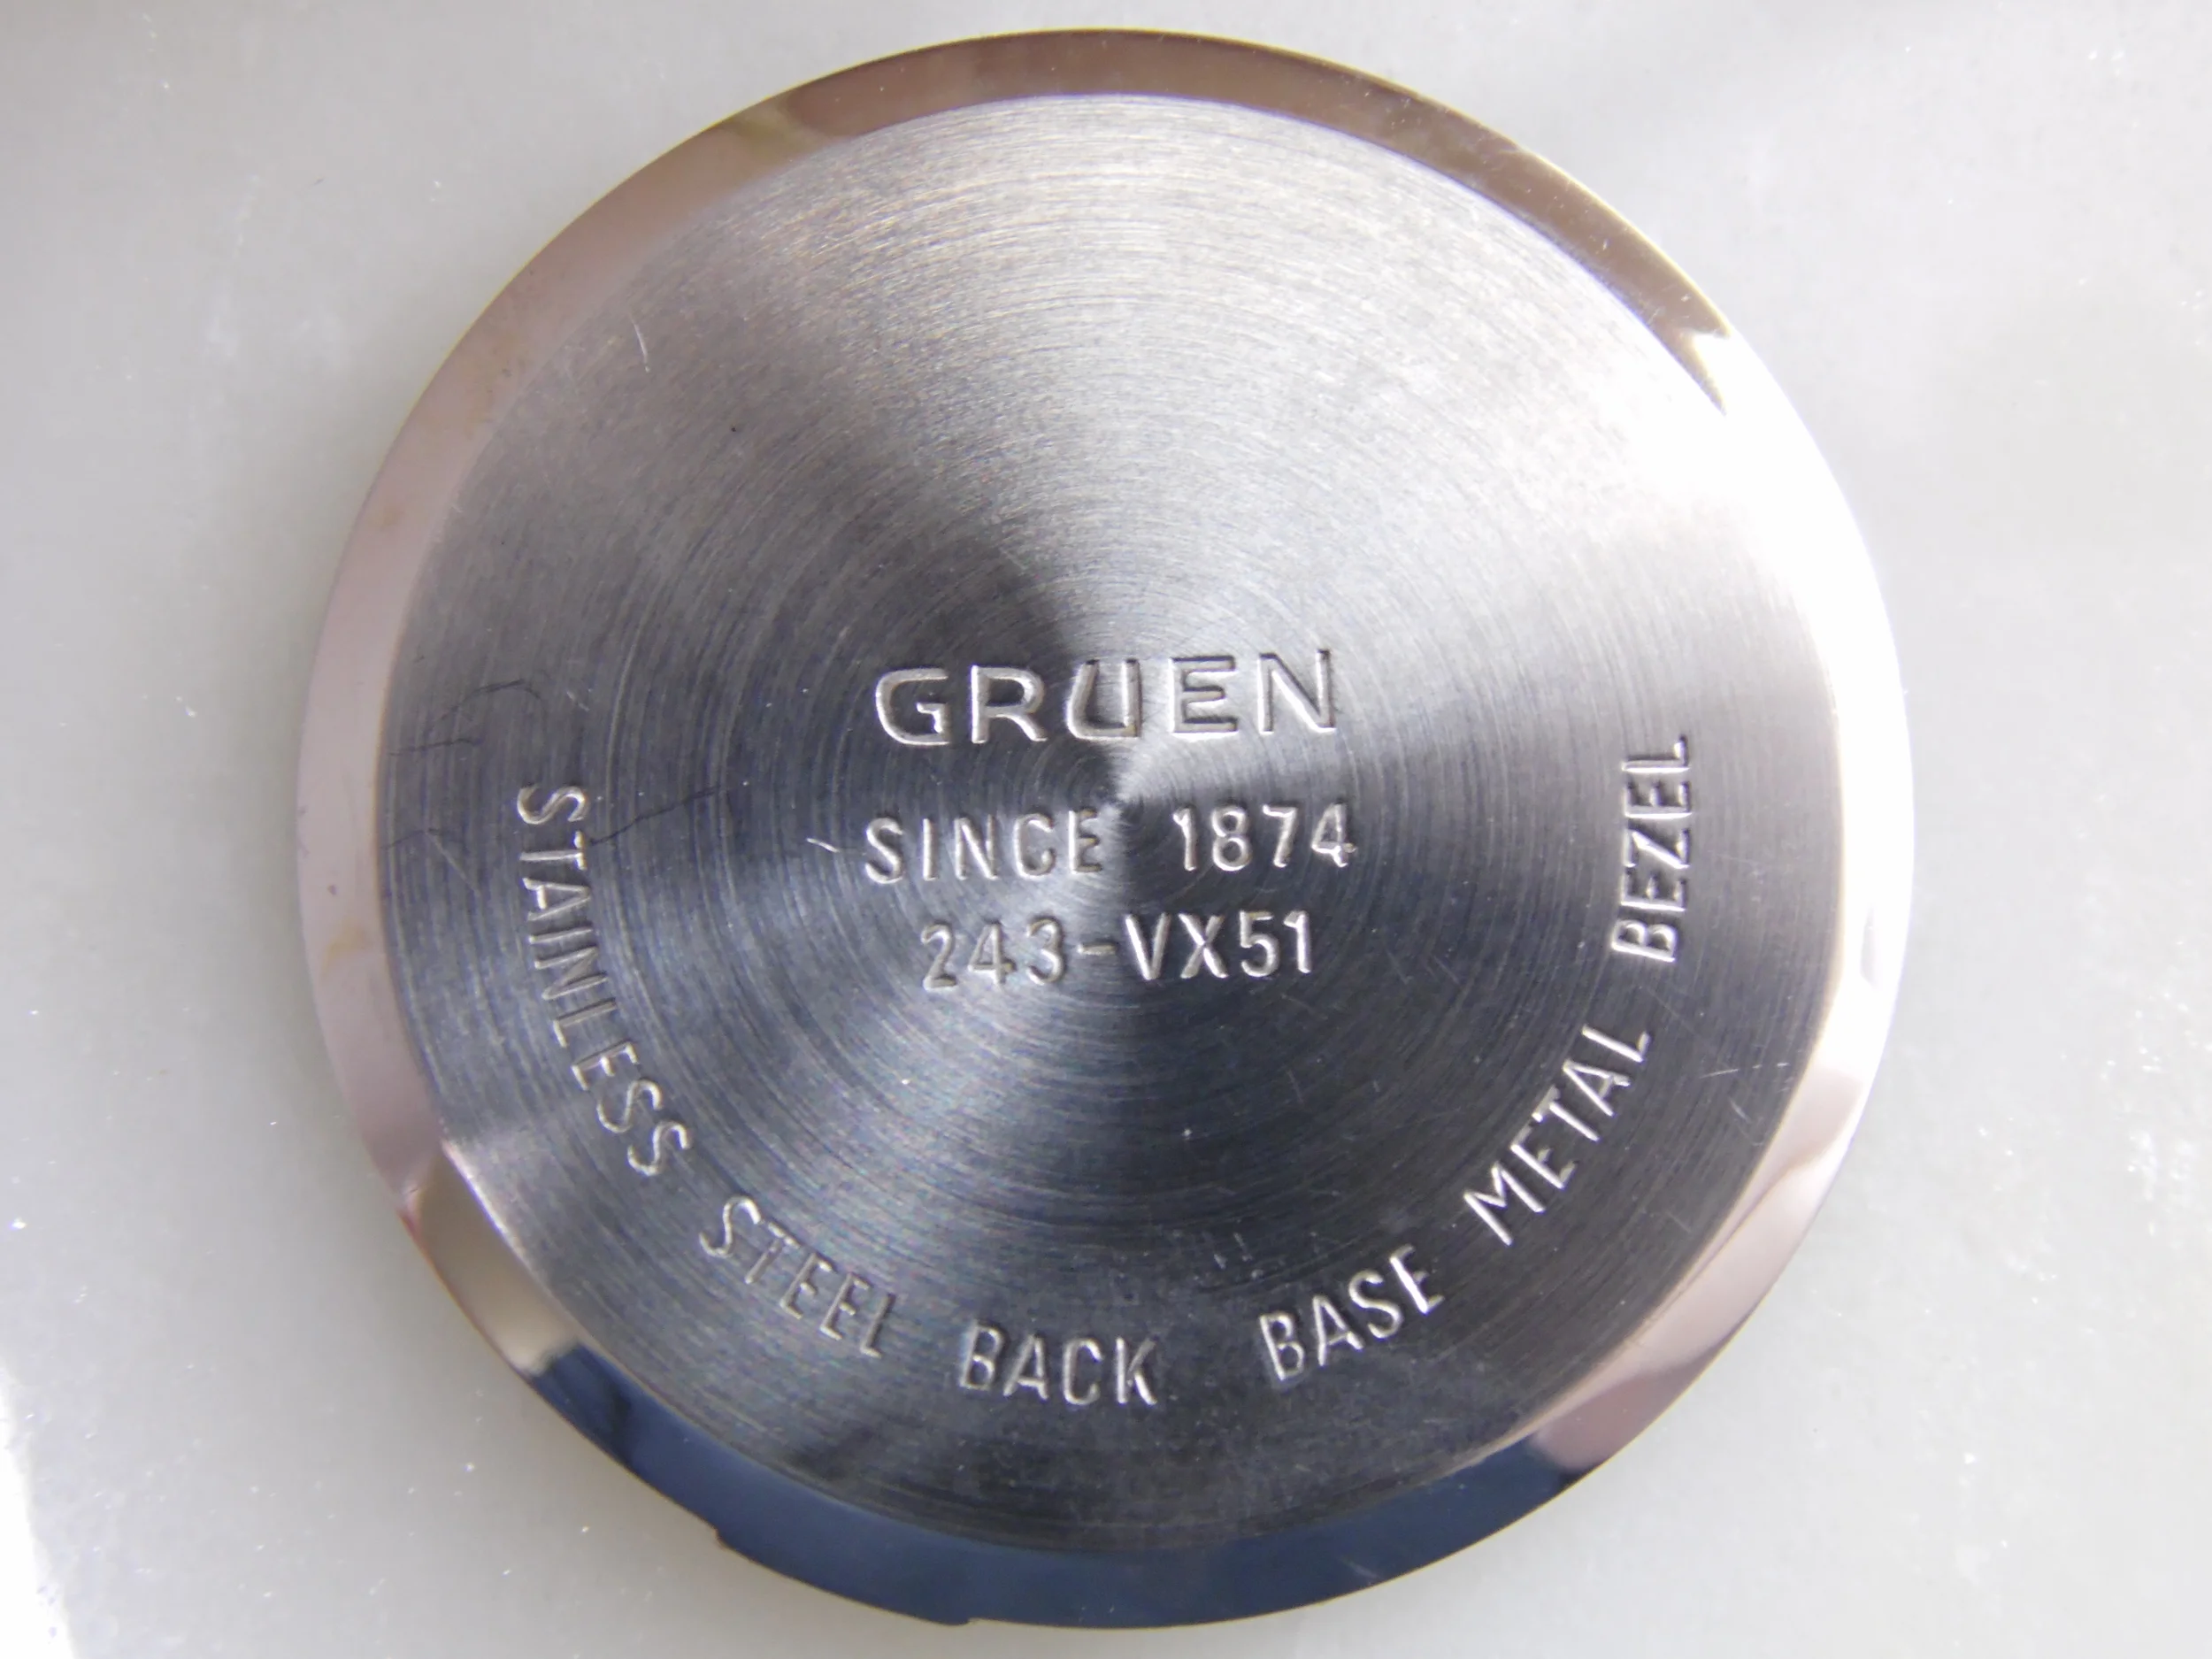 GRUEN
SINCE 1874
243-VX51
STAINLESS STEEL BACK BASE METAL BEZEL